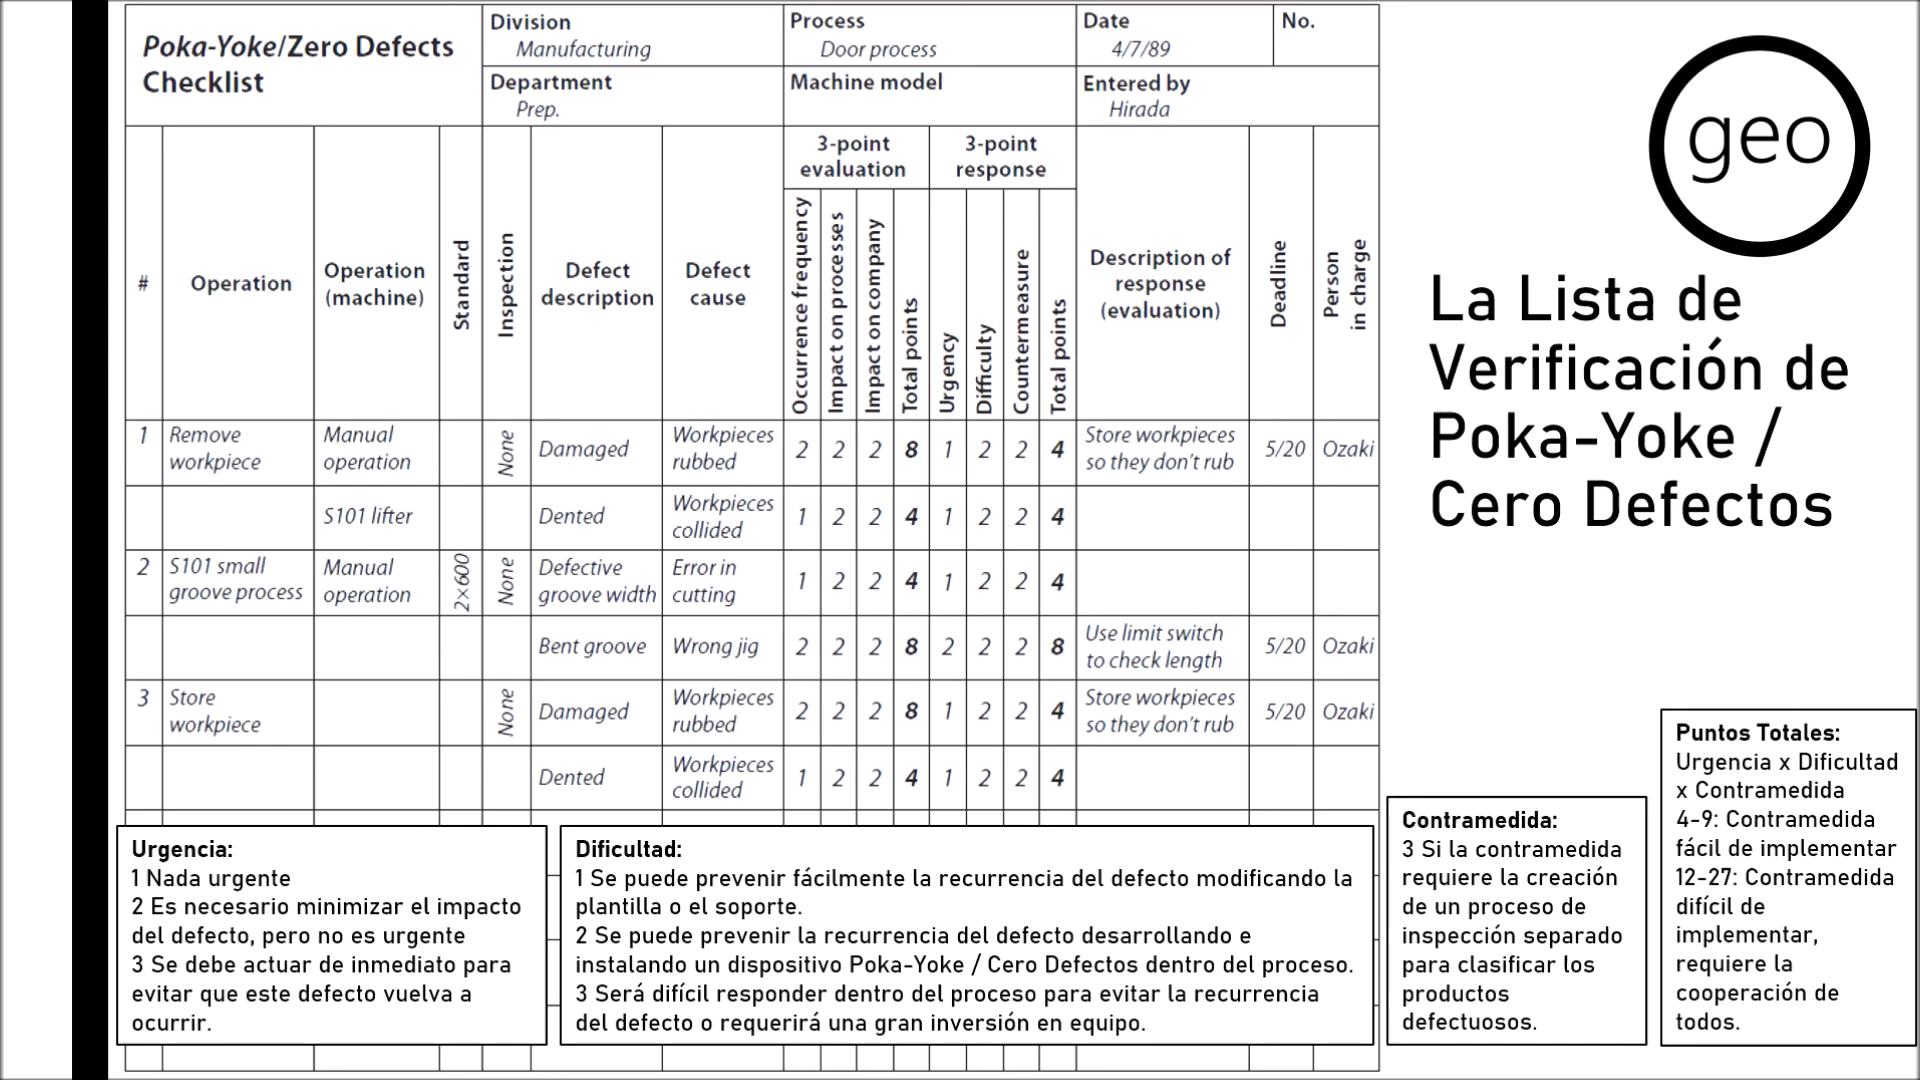 Poka-Yoke/Zero Defects
Checklist
Division
Manufacturing
Process
Door process
Date
4/7/89
No.
Department
Prep.
Machine model
Entered by
Hirada
#
Operation
Operation
(machine)
Standard
Inspection
Defect
description
Defect
cause
3-point
evaluation
3-point
response
Occurrence frequency
Impact on processes
Impact on company
Total points
Urgency
Difficulty
Countermeasure
Total points
Description of
response
(evaluation)
Deadline
Person
in charge
1 Remove workpiece Manual operation None Damaged Workpieces rubbed 2 2 2 8 1 2 2 4 Store workpieces so they don't rub 5/20 Ozaki
S101 lifter Dented Workpieces collided 1 2 2 4 1 2 2 4
2 S101 small groove process Manual operation 2×600 None Defective groove width Error in cutting 1 2 2 4 1 2 2 4
Bent groove Wrong jig 2 2 2 8 2 2 2 8 Use limit switch to check length 5/20 Ozaki
3 Store workpiece None Damaged Workpieces rubbed 2 2 2 8 1 2 2 4 Store workpieces so they don't rub 5/20 Ozaki
Dented Workpieces collided 1 2 2 4 1 2 2 4
geo
La Lista de
Verificación de
Poka-Yoke /
Cero Defectos
Urgencia:
1 Nada urgente
2 Es necesario minimizar el impacto
del defecto, pero no es urgente
3 Se debe actuar de inmediato para
evitar que este defecto vuelva a
ocurrir.
Dificultad:
1 Se puede prevenir fácilmente la recurrencia del defecto modificando la
plantilla o el soporte.
2 Se puede prevenir la recurrencia del defecto desarrollando e
instalando un dispositivo Poka-Yoke / Cero Defectos dentro del proceso.
3 Será difícil responder dentro del proceso para evitar la recurrencia
del defecto o requerirá una gran inversión en equipo.
Contramedida:
3 Si la contramedida
requiere la creación
de un proceso de
inspección separado
para clasificar los
productos
defectuosos.
Puntos Totales:
Urgencia x Dificultad
x Contramedida
4-9: Contramedida
fácil de implementar
12-27: Contramedida
difícil de
implementar,
requiere la
cooperación de
todos.